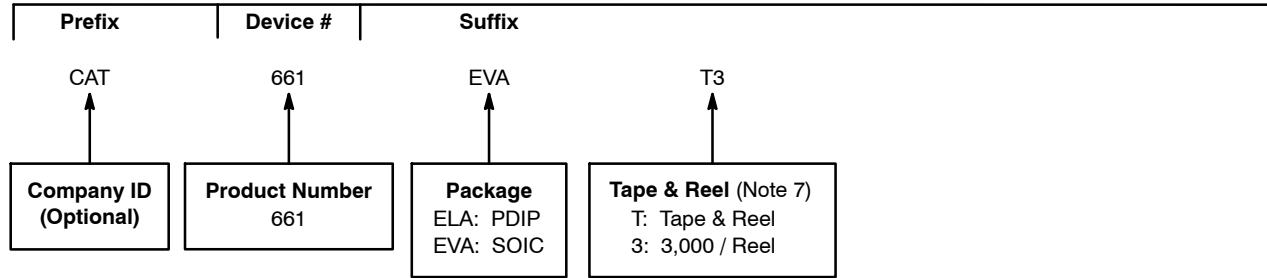 Prefix Device # Suffix
CAT 661 EVA T3
Company ID
(Optional)
Product Number
661
Package
ELA: PDIP
EVA: SOIC
Tape & Reel (Note 7)
T: Tape & Reel
3: 3,000 / Reel